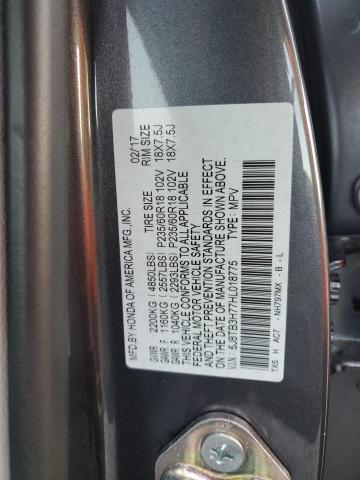 MFD.BY HONDA OF AMERICA MFG.,INC. 02/17
TIRE SIZE RIM SIZE
GVWR 2200KG (4850LBS)
GAWR F 1160KG (2557LBS) P235/60R18 102V 18X7.5J
GAWR R 1040KG (2293LBS) P235/60R18 102V 18X7.5J
THIS VEHICLE CONFORMS TO ALL APPLICABLE
FEDERAL MOTOR VEHICLE SAFETY
AND THEFT PREVENTION STANDARDS IN EFFECT
ON THE DATE OF MANUFACTURE SHOWN ABOVE.
V.I.N.: 5J8TB3H77HL018775 TYPE: MPV
TX5 H AC7 NH797MX - B - L